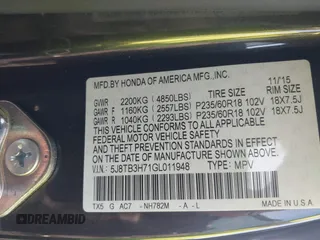 MFD.BY HONDA OF AMERICA MFG.,INC. 11/15
GVWR 2200KG (4850LBS) TIRE SIZE RIM SIZE
GAWR F 1160KG (2557LBS) P235/60R18 102V 18X7.5J
GAWR R 1040KG (2293LBS) P235/60R18 102V 18X7.5J
THIS VEHICLE CONFORMS TO ALL APPLICABLE
FEDERAL MOTOR VEHICLE SAFETY
AND THEFT PREVENTION STANDARDS IN EFFECT
ON THE DATE OF MANUFACTURE SHOWN ABOVE.
V.I.N: 5J8TB3H71GL011948 TYPE: MPV
TX5 G AC7 -NH782M -A -L MADE IN U.S.A
DREAMBID